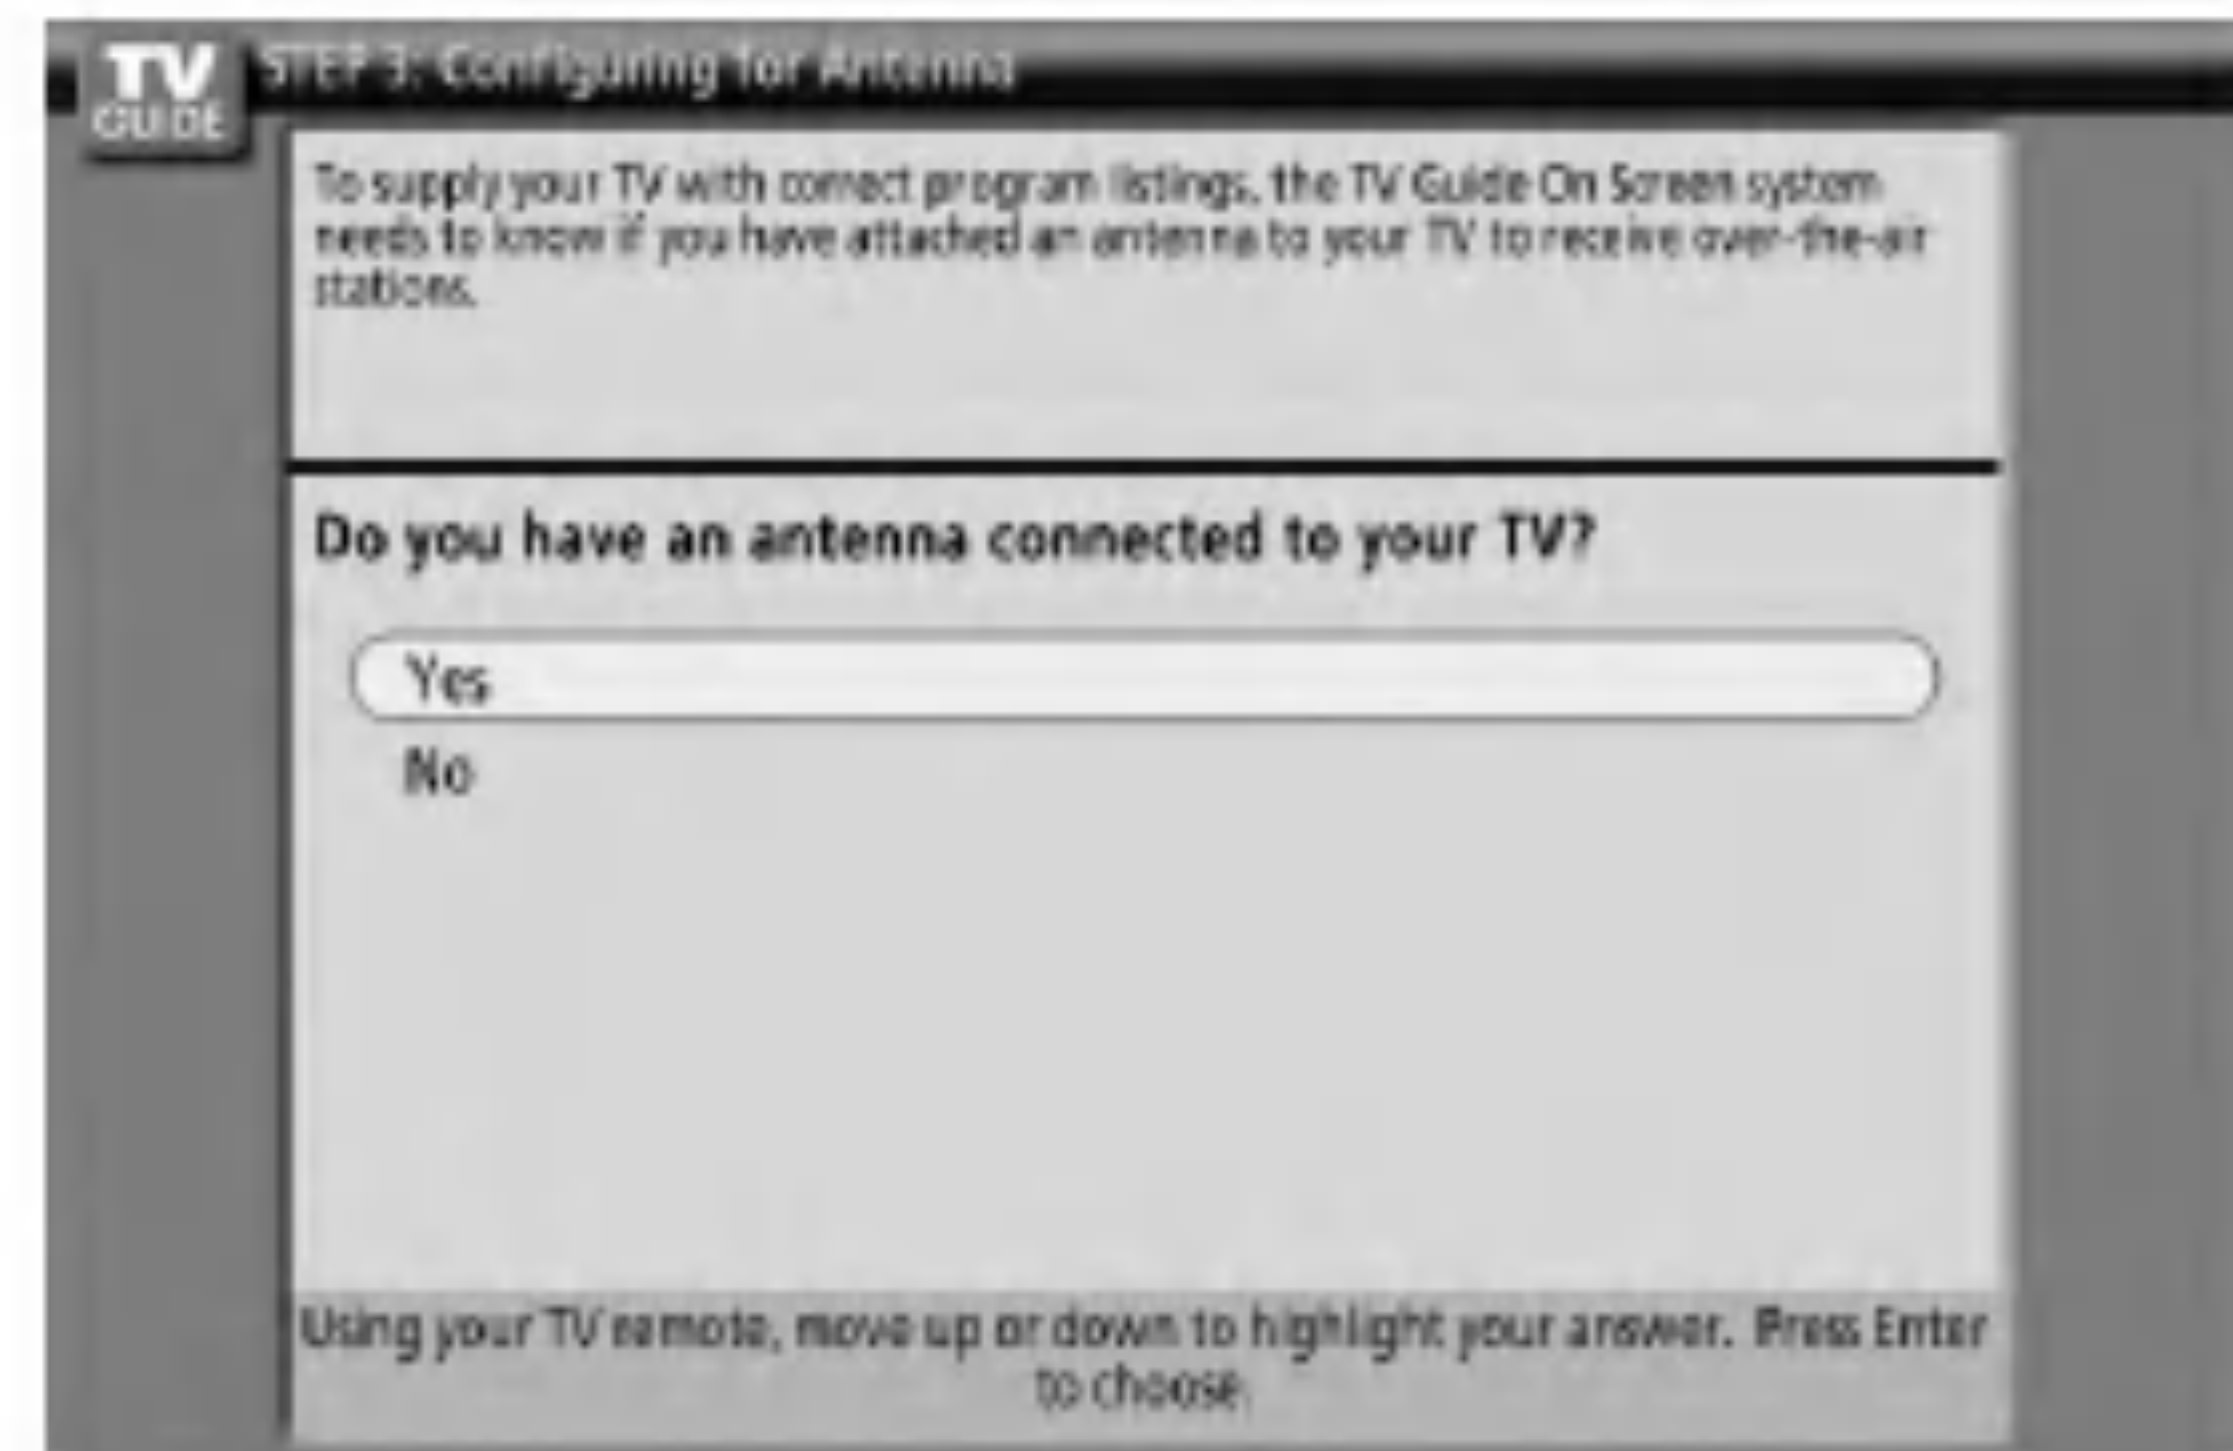 TV
GUIDE
STEP 3: Configuring for Antenna
To supply your TV with correct program listings, the TV Guide On Screen system
needs to know if you have attached an antenna to your TV to receive over-the-air
stations.
Do you have an antenna connected to your TV?
Yes
No
Using your TV remote, move up or down to highlight your answer. Press Enter
to choose.